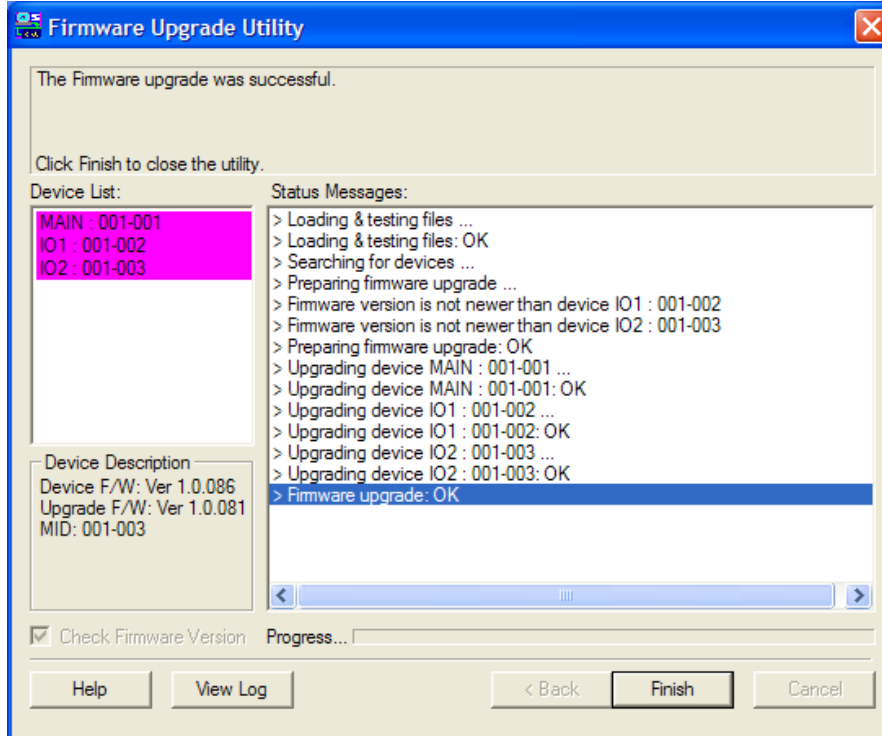 Firmware Upgrade Utility
The Firmware upgrade was successful.
Click Finish to close the utility.
Device List:
MAIN : 001-001
IO1 : 001-002
IO2 : 001-003
Status Messages:
> Loading & testing files ...
> Loading & testing files: OK
> Searching for devices ...
> Preparing firmware upgrade ...
> Firmware version is not newer than device IO1 : 001-002
> Firmware version is not newer than device IO2 : 001-003
> Preparing firmware upgrade: OK
> Upgrading device MAIN : 001-001 ...
> Upgrading device MAIN : 001-001: OK
> Upgrading device IO1 : 001-002 ...
> Upgrading device IO1 : 001-002: OK
> Upgrading device IO2 : 001-003 ...
> Upgrading device IO2 : 001-003: OK
> Firmware upgrade: OK
Device Description
Device F/W: Ver 1.0.086
Upgrade F/W: Ver 1.0.081
MID: 001-003
Check Firmware Version
Progress...
Help
View Log
< Back
Finish
Cancel